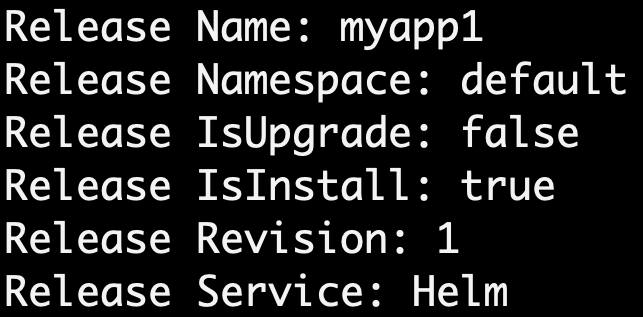 Release Name: myapp1
Release Namespace: default
Release IsUpgrade: false
Release IsInstall: true
Release Revision: 1
Release Service: Helm